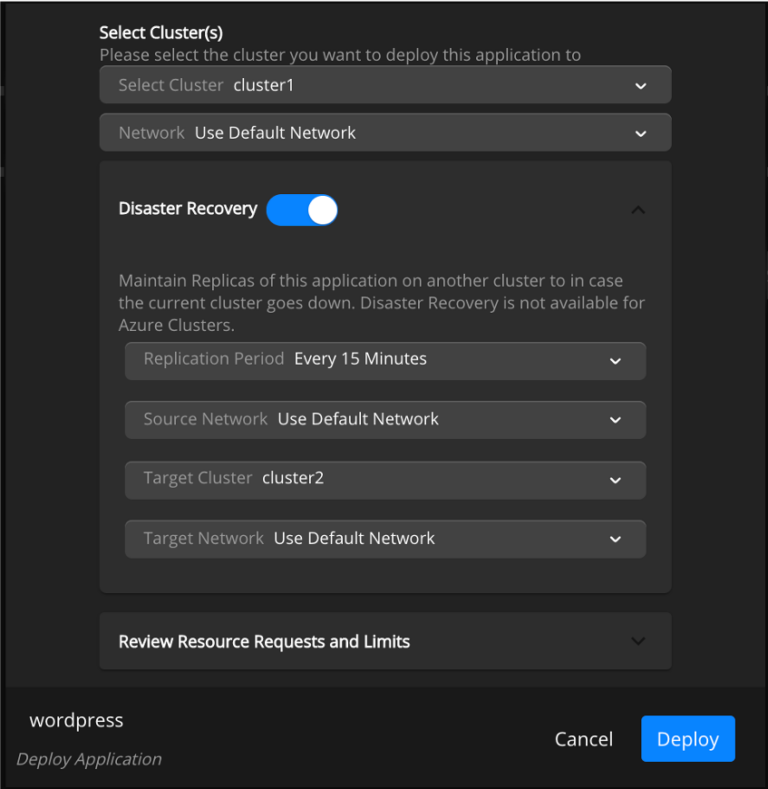 Select Cluster(s)
Please select the cluster you want to deploy this application to
Select Cluster cluster1
Network Use Default Network
Disaster Recovery
Maintain Replicas of this application on another cluster to in case
the current cluster goes down. Disaster Recovery is not available for
Azure Clusters.
Replication Period Every 15 Minutes
Source Network Use Default Network
Target Cluster cluster2
Target Network Use Default Network
Review Resource Requests and Limits
wordpress
Deploy Application
Cancel
Deploy